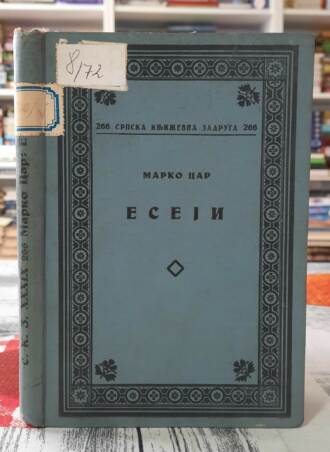 8/72
266 СРПСКА КЊИЖЕВНА ЗАДРУГА 266
МАРКО ЦАР
ЕСЕЈИ
С. К. З. XXXIX 266 Марко Цар: